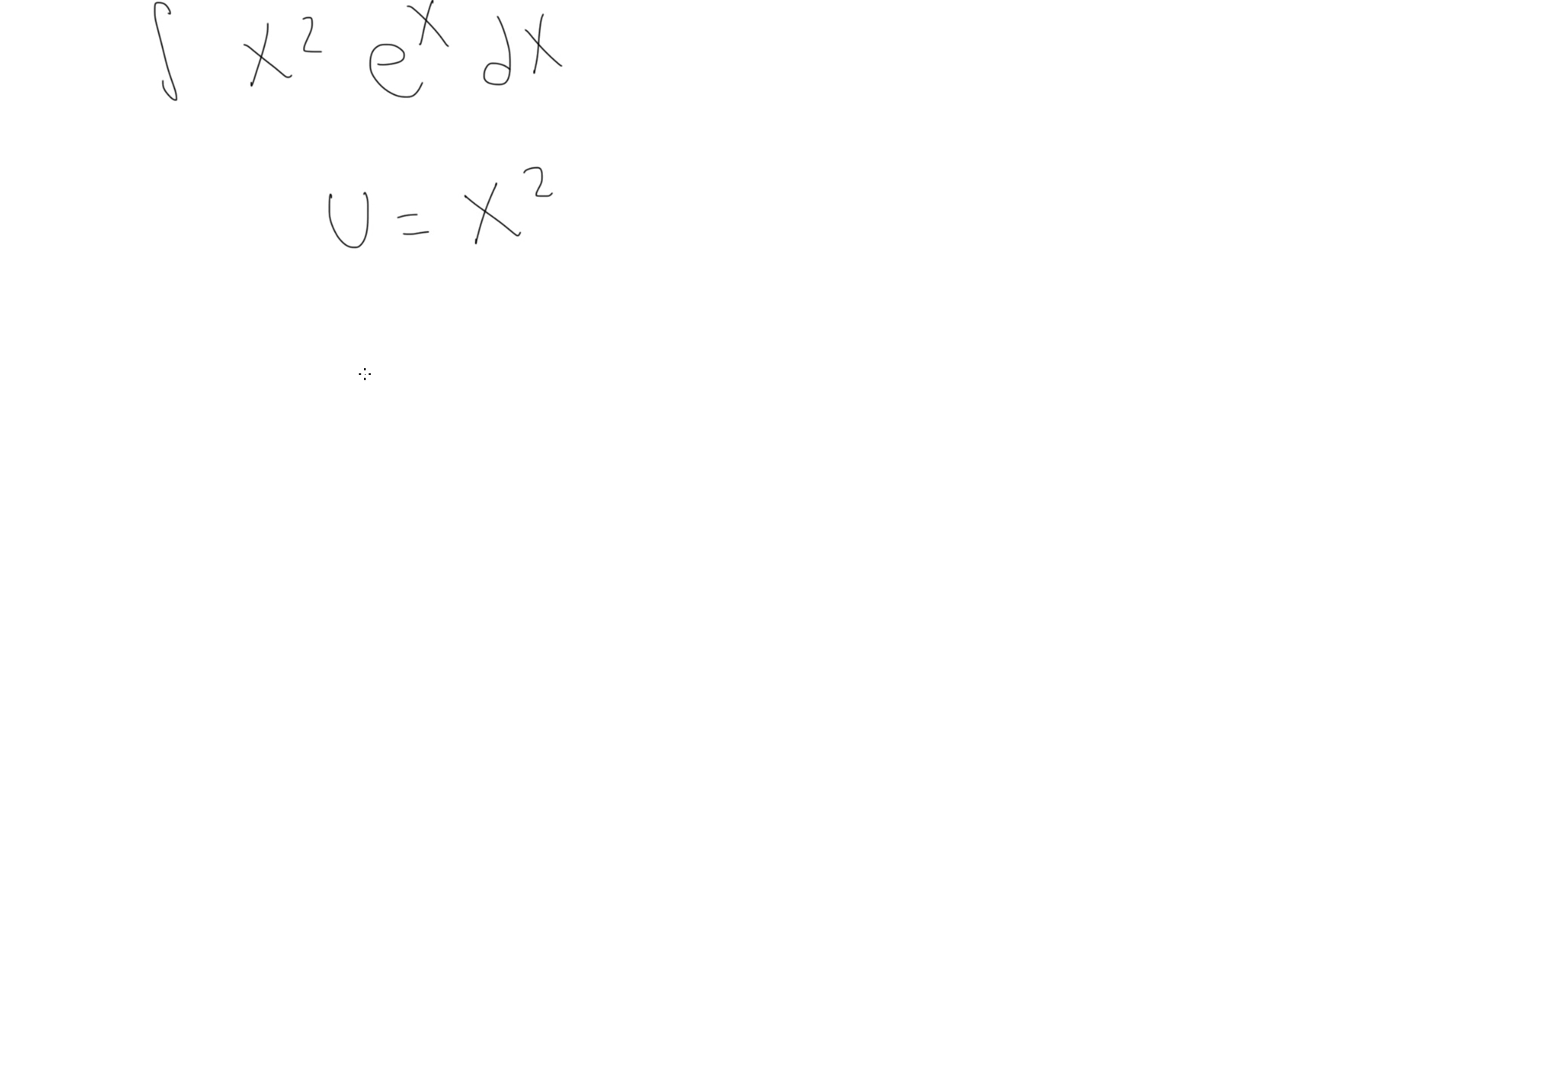 ∫ x² eˣ dx
u = x²